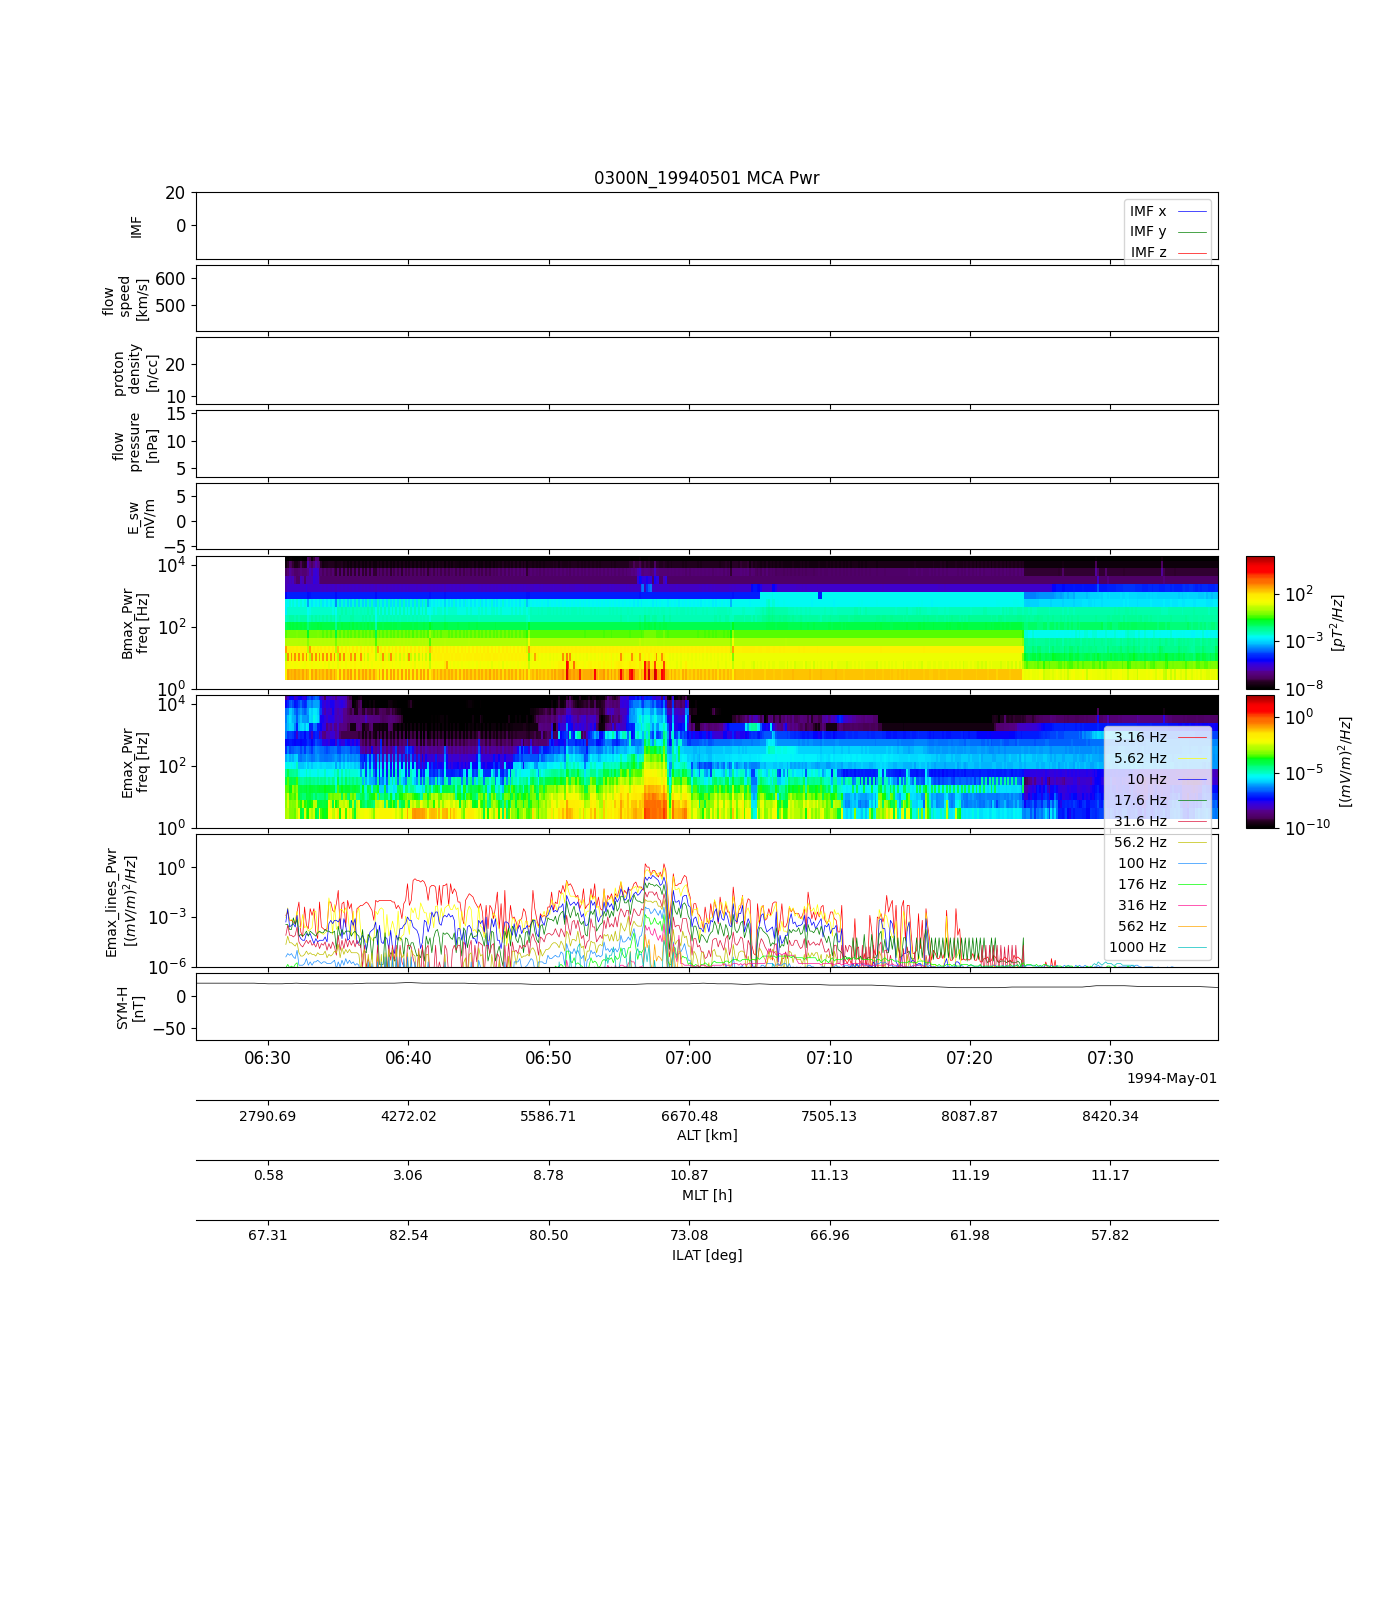 0300N_19940501 MCA Pwr
20
0
IMF
IMF x
IMF y
IMF z
600
500
flow
speed
[km/s]
20
10
proton
density
[n/cc]
15
10
5
flow
pressure
[nPa]
5
0
−5
E_sw
mV/m
10^4
10^2
10^0
Bmax_Pwr
freq [Hz]
10^2
10^−3
10^−8
[pT^2/Hz]
10^4
10^2
10^0
Emax_Pwr
freq [Hz]
10^0
10^−5
10^−10
[(mV/m)^2/Hz]
3.16 Hz
5.62 Hz
10 Hz
17.6 Hz
31.6 Hz
56.2 Hz
100 Hz
176 Hz
316 Hz
562 Hz
1000 Hz
10^0
10^−3
10^−6
Emax_lines_Pwr
[(mV/m)^2/Hz]
0
−50
SYM-H
[nT]
06:30 06:40 06:50 07:00 07:10 07:20 07:30
1994-May-01
2790.69 4272.02 5586.71 6670.48 7505.13 8087.87 8420.34
ALT [km]
0.58 3.06 8.78 10.87 11.13 11.19 11.17
MLT [h]
67.31 82.54 80.50 73.08 66.96 61.98 57.82
ILAT [deg]